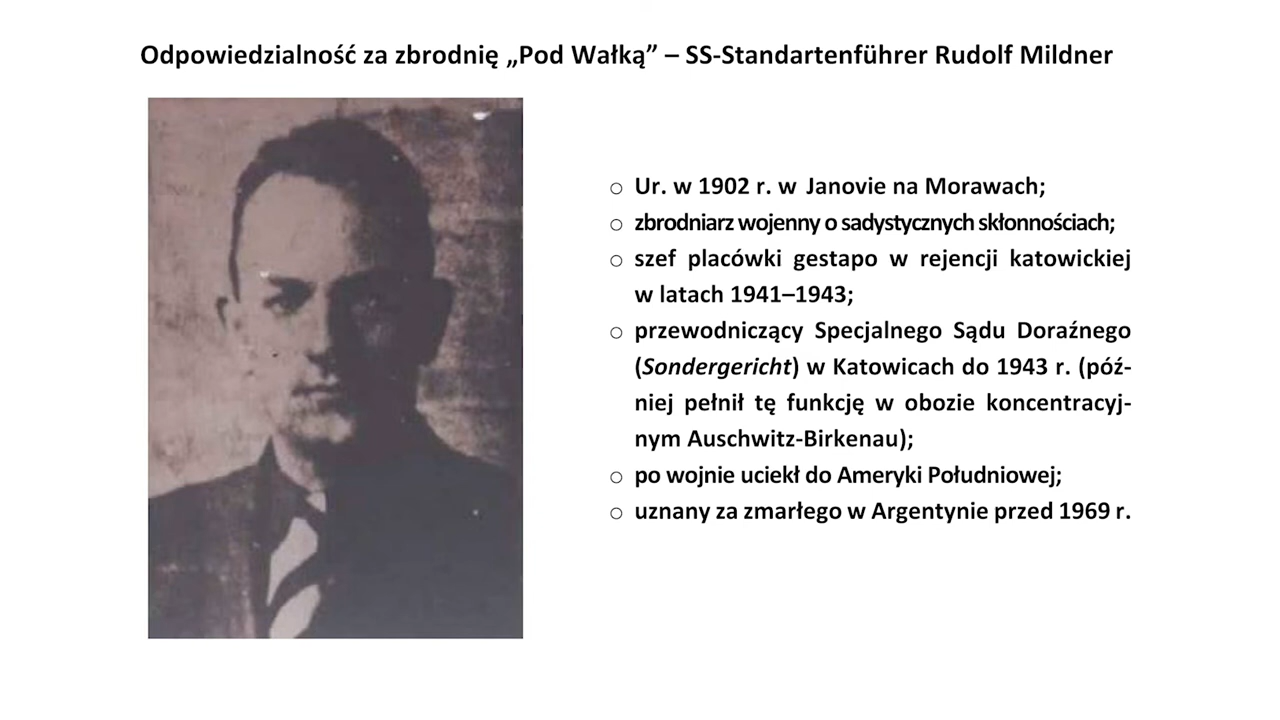 Odpowiedzialność za zbrodnię „Pod Wałką” – SS-Standartenführer Rudolf Mildner
○ Ur. w 1902 r. w Janovie na Morawach;
○ zbrodniarz wojenny o sadystycznych skłonnościach;
○ szef placówki gestapo w rejencji katowickiej
w latach 1941–1943;
○ przewodniczący Specjalnego Sądu Doraźnego
(Sondergericht) w Katowicach do 1943 r. (póź-
niej pełnił tę funkcję w obozie koncentracyj-
nym Auschwitz-Birkenau);
○ po wojnie uciekł do Ameryki Południowej;
○ uznany za zmarłego w Argentynie przed 1969 r.